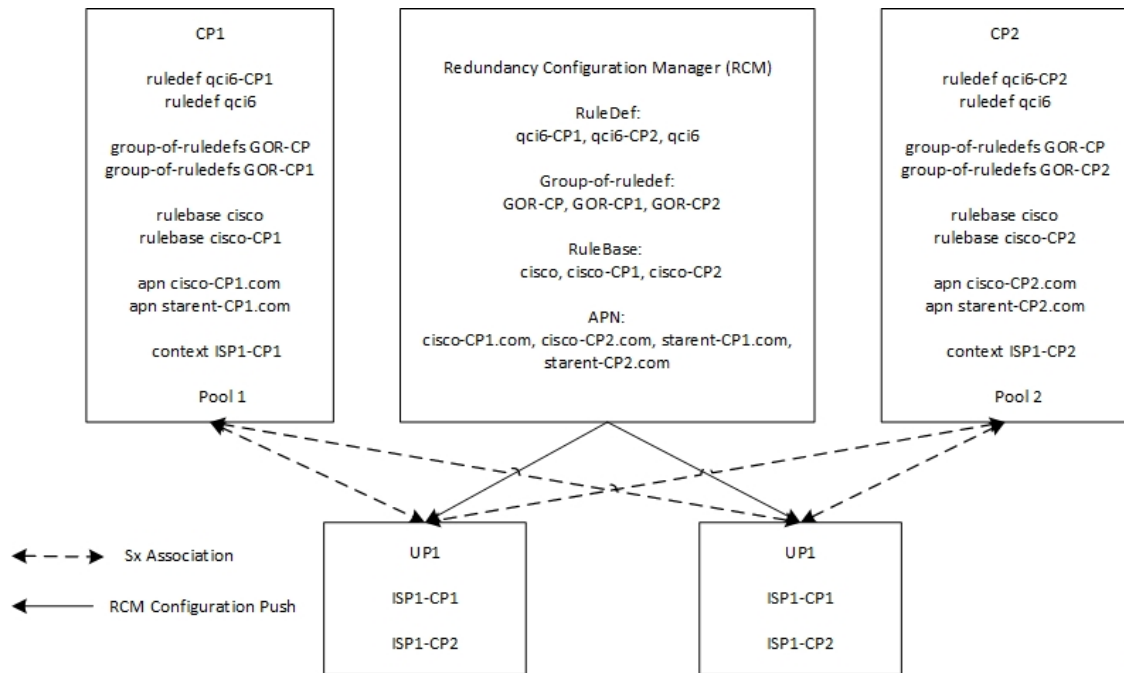 CP1
ruledef qci6-CP1
ruledef qci6
group-of-ruledefs GOR-CP
group-of-ruledefs GOR-CP1
rulebase cisco
rulebase cisco-CP1
apn cisco-CP1.com
apn starent-CP1.com
context ISP1-CP1
Pool 1
Redundancy Configuration Manager (RCM)
RuleDef:
qci6-CP1, qci6-CP2, qci6
Group-of-ruledef:
GOR-CP, GOR-CP1, GOR-CP2
RuleBase:
cisco, cisco-CP1, cisco-CP2
APN:
cisco-CP1.com, cisco-CP2.com, starent-CP1.com,
starent-CP2.com
CP2
ruledef qci6-CP2
ruledef qci6
group-of-ruledefs GOR-CP
group-of-ruledefs GOR-CP2
rulebase cisco
rulebase cisco-CP2
apn cisco-CP2.com
apn starent-CP2.com
context ISP1-CP2
Pool 2
Sx Association
RCM Configuration Push
UP1
ISP1-CP1
ISP1-CP2
UP1
ISP1-CP1
ISP1-CP2